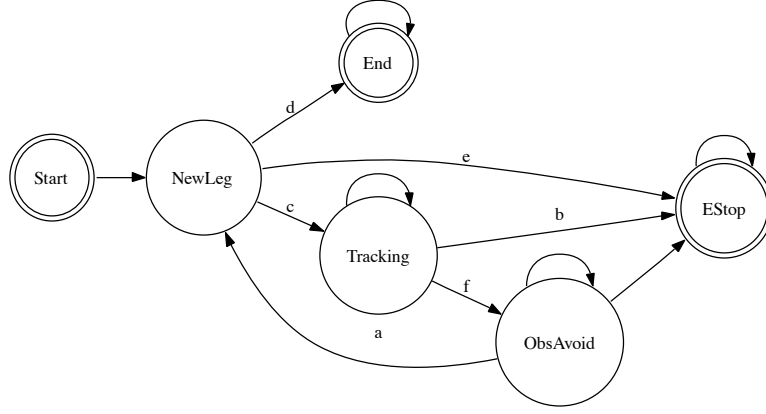 End
d
Start
NewLeg
e
EStop
c
b
Tracking
f
a
ObsAvoid